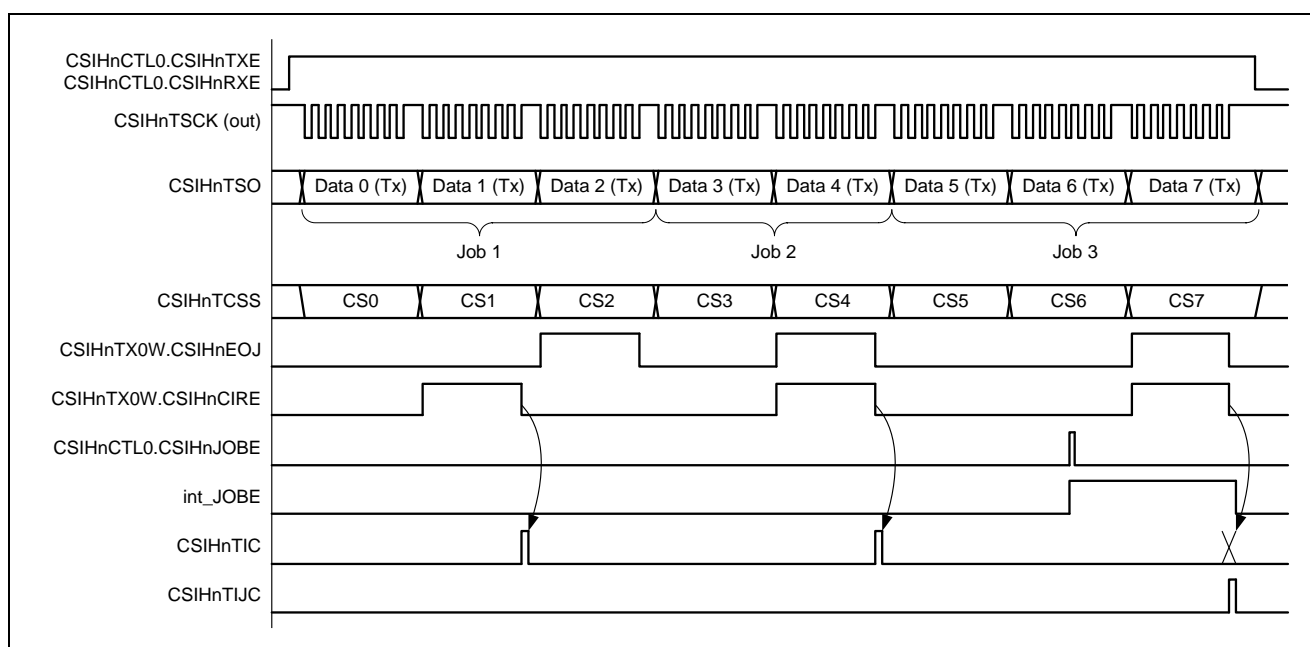 CSIHnCTL0.CSIHnTXE
CSIHnCTL0.CSIHnRXE
CSIHnTSCK (out)
CSIHnTSO
Data 0 (Tx) Data 1 (Tx) Data 2 (Tx) Data 3 (Tx) Data 4 (Tx) Data 5 (Tx) Data 6 (Tx) Data 7 (Tx)
Job 1 Job 2 Job 3
CSIHnTCSS
CS0 CS1 CS2 CS3 CS4 CS5 CS6 CS7
CSIHnTX0W.CSIHnEOJ
CSIHnTX0W.CSIHnCIRE
CSIHnCTL0.CSIHnJOBE
int_JOBE
CSIHnTIC
CSIHnTIJC